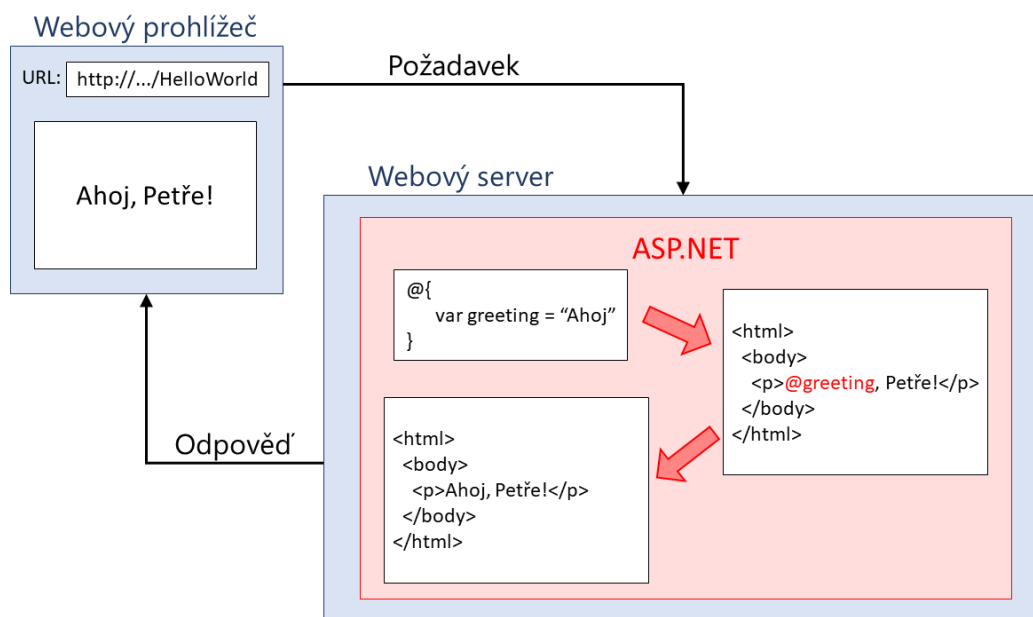 Webový prohlížeč
URL: http://.../HelloWorld
Požadavek
Ahoj, Petře!
Webový server
ASP.NET
@{
var greeting = “Ahoj”
}
<html>
<body>
<p>@greeting, Petře!</p>
</body>
</html>
Odpověď
<html>
<body>
<p>Ahoj, Petře!</p>
</body>
</html>